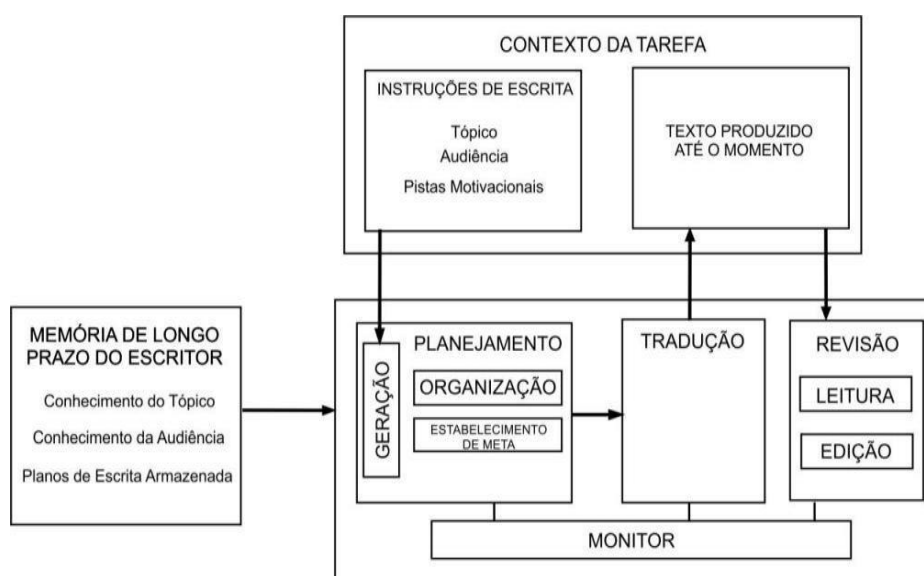 CONTEXTO DA TAREFA
INSTRUÇÕES DE ESCRITA
Tópico
Audiência
Pistas Motivacionais
TEXTO PRODUZIDO
ATÉ O MOMENTO
MEMÓRIA DE LONGO
PRAZO DO ESCRITOR
Conhecimento do Tópico
Conhecimento da Audiência
Planos de Escrita Armazenada
PLANEJAMENTO
GERAÇÃO
ORGANIZAÇÃO
ESTABELECIMENTO
DE META
TRADUÇÃO
REVISÃO
LEITURA
EDIÇÃO
MONITOR